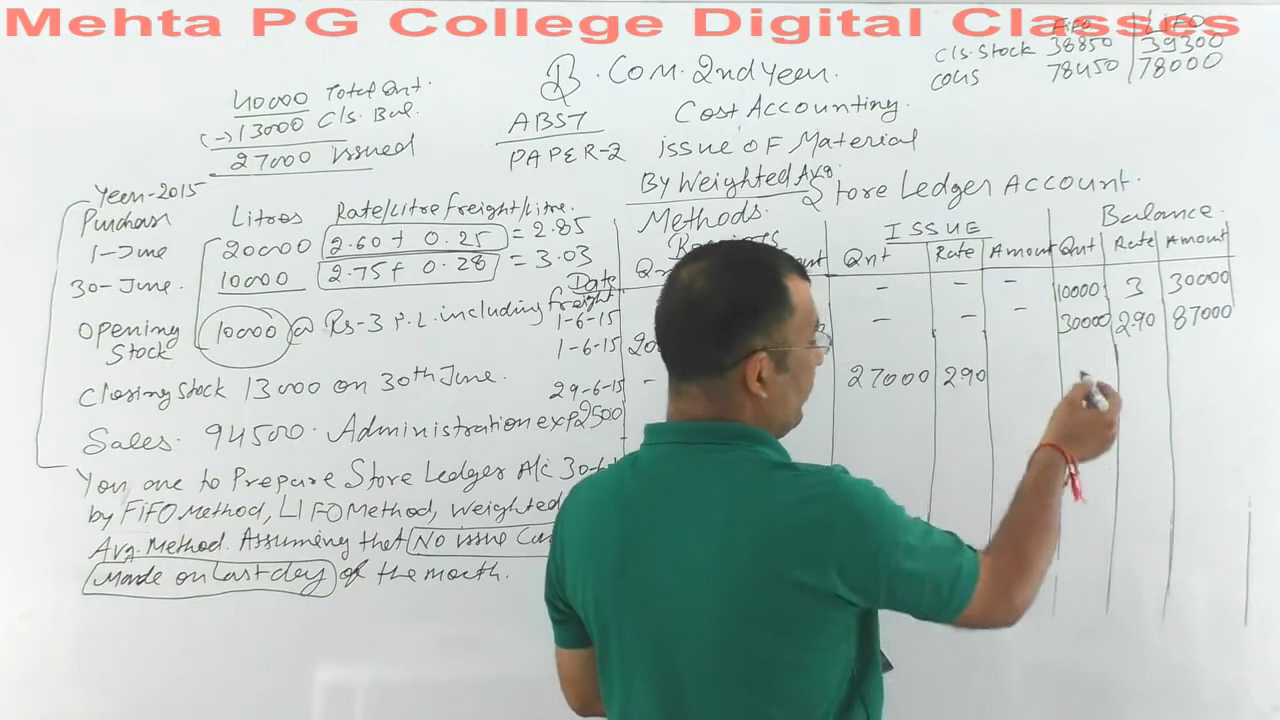 Mehta PG College Digital Classes
FiFO | LIFO
Cls. Stock 38850 | 39300
CONS 78450 | 78000
B. Com. 2nd Year.
40000 Total Qnt.
(-) 13000 Cls. Bal.
27000 issued
ABST
PAPER-2
Cost Accounting.
issue of Material
By Weighted Avg.
Methods.
Store Ledger Account.
Year-2015
Purchase Litres Rate/Litre freight/Litre.
1-June 20000 2.60 + 0.25 = 2.85
30-June. 10000 2.75 + 0.28 = 3.03
Opening Stock 10000 @ Rs-3 P.L. including freight
Closing Stock 13000 on 30th June.
Sales. 94500. Administration exp 2500
You are to Prepare Store Ledger A/c
by FiFO Method, LIFO Method, Weighted
Avg. Method. Assuming that No issue
Made on last day of the month.
Date ISSUE Balance.
Qnt Rate Amount Qnt Rate Amount
1-6-15 - - - 10000 3 30000
1-6-15 - - - 30000 2.90 87000
29-6-15 - 27000 2.90